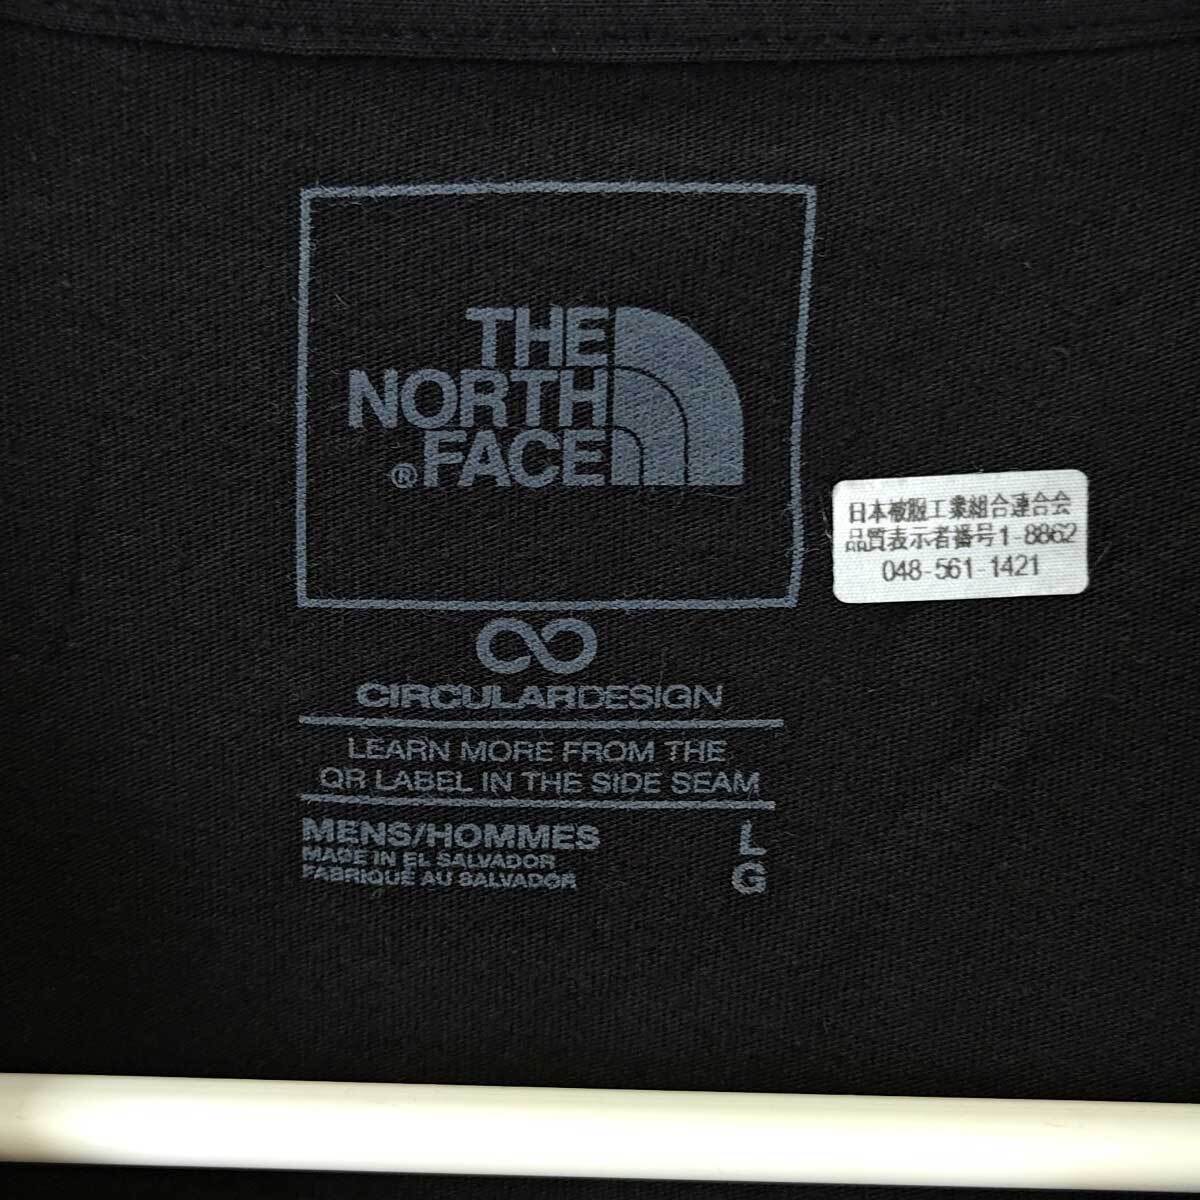 THE
NORTH
® FACE
CIRCULARDESIGN
LEARN MORE FROM THE
QR LABEL IN THE SIDE SEAM
MENS/HOMMES L
MADE IN EL SALVADOR
FABRIQUÉ AU SALVADOR G
日本被服工業組合連合会
品質表示者番号1-8862
048-561-1421